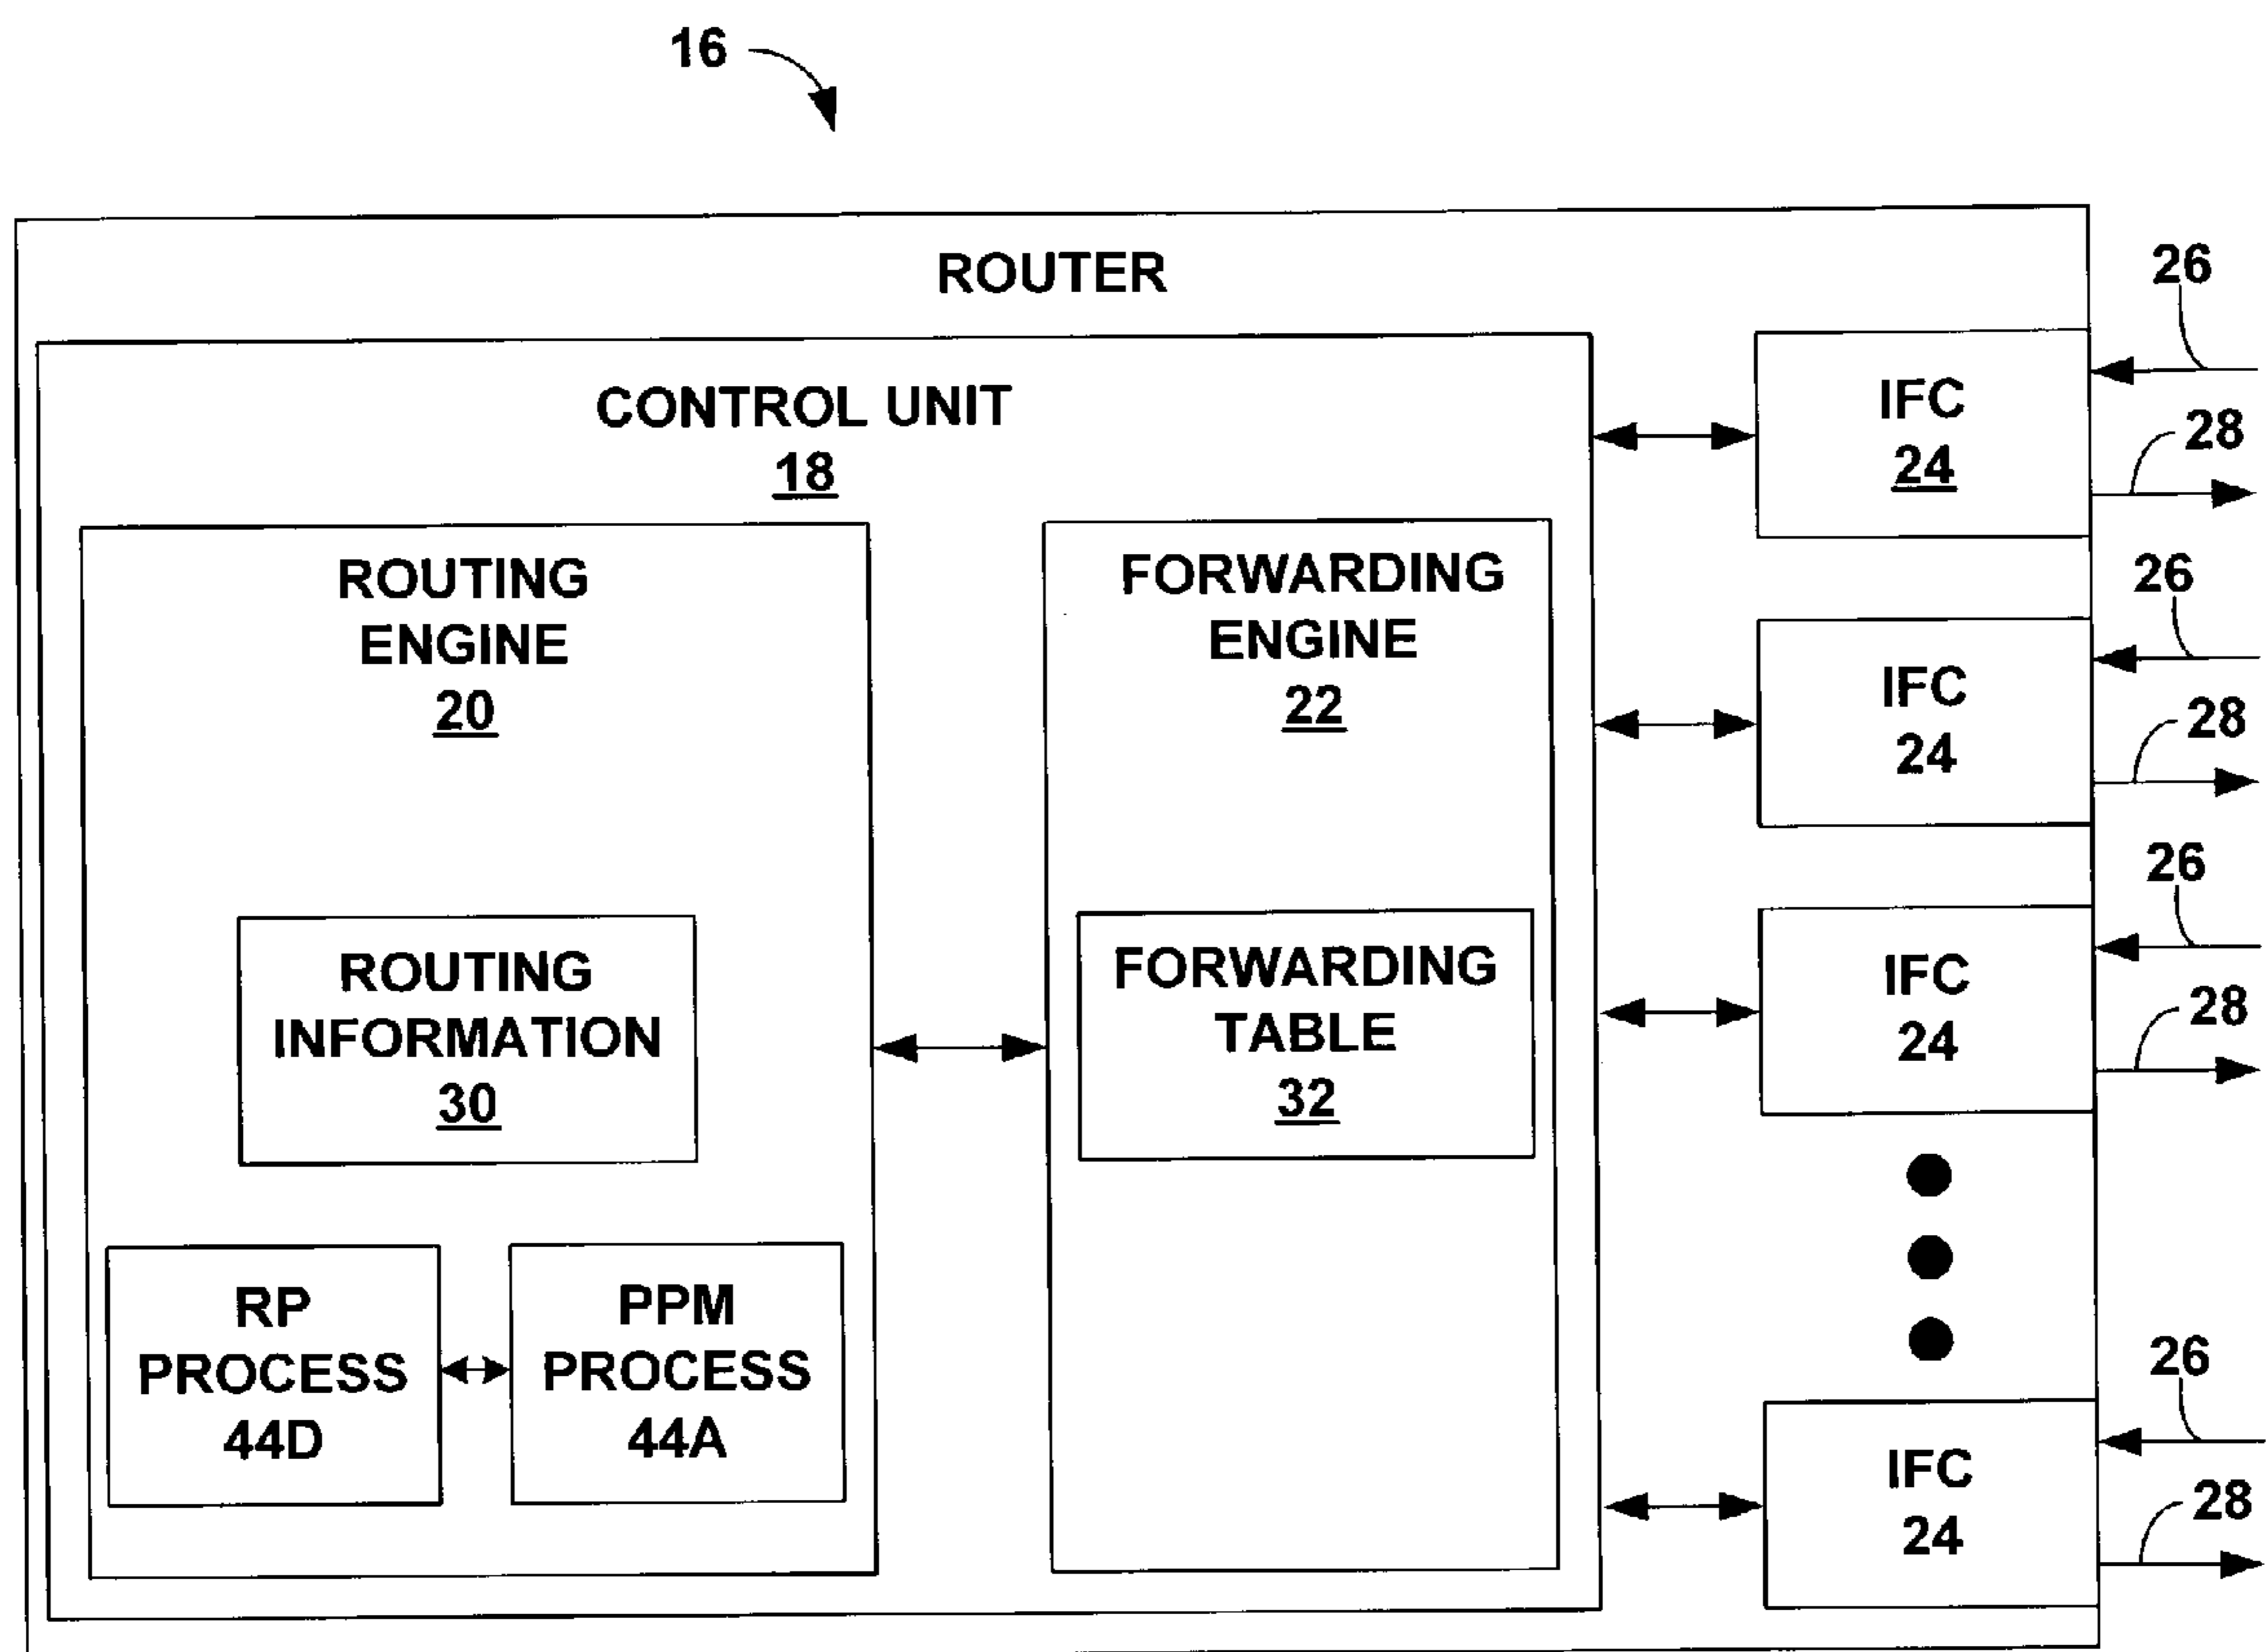 16
ROUTER
CONTROL UNIT
18
ROUTING
ENGINE
20
ROUTING
INFORMATION
30
RP
PROCESS
44D
PPM
PROCESS
44A
FORWARDING
ENGINE
22
FORWARDING
TABLE
32
IFC
24
26
28
IFC
24
26
28
IFC
24
26
28
IFC
24
26
28